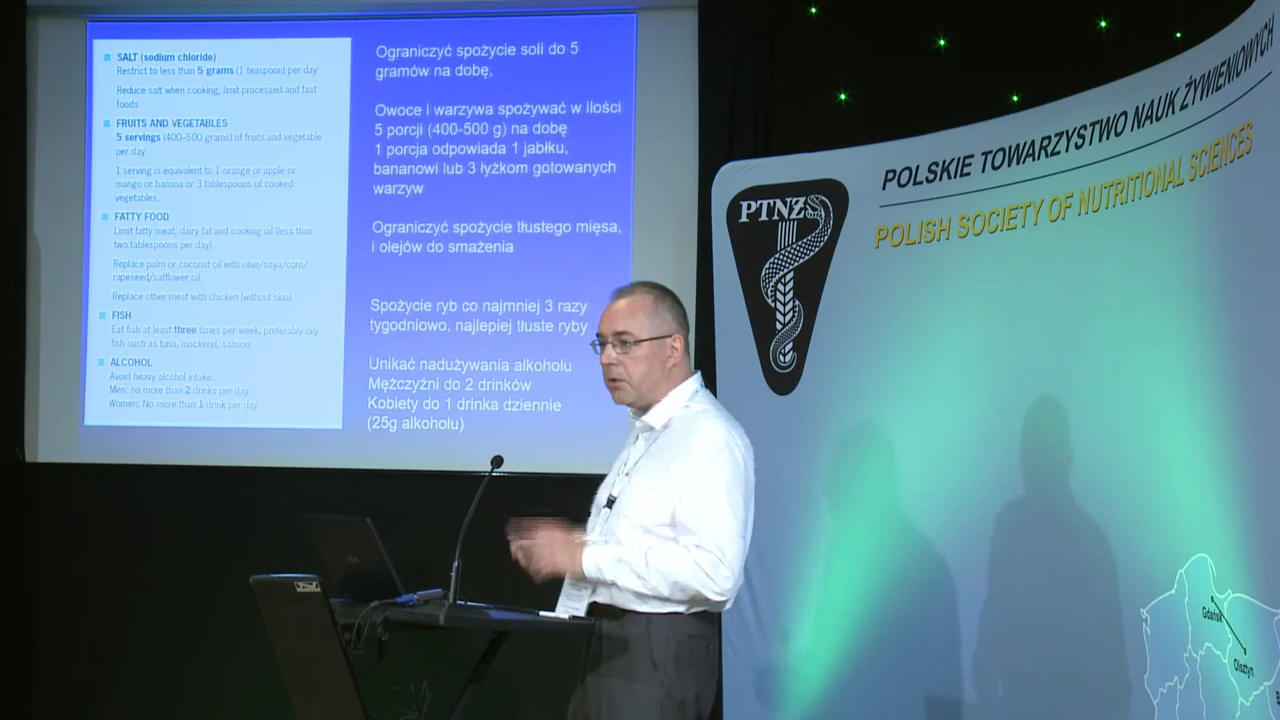 SALT (sodium chloride)
Restrict to less than 5 grams (1 teaspoon) per day
Reduce salt when cooking, limit processed and fast
foods
FRUITS AND VEGETABLES
5 servings (400-500 grams) of fruits and vegetable
per day
1 serving is equivalent to 1 orange or apple or
mango or banana or 3 tablespoons of cooked
vegetables.
FATTY FOOD
Limit fatty meat, dairy fat and cooking oil (less than
two tablespoons per day)
Replace palm or coconut oil with olive/soya/corn/
rapeseed/safflower oil.
Replace other meat with chicken (without skin)
FISH
Eat fish at least three times per week, preferably oily
fish such as tuna, mackerel, salmon
ALCOHOL
Avoid heavy alcohol intake.
Men: no more than 2 drinks per day
Women: No more than 1 drink per day
Ograniczyć spożycie soli do 5
gramów na dobę,
Owoce i warzywa spożywać w ilości
5 porcji (400-500 g) na dobę
1 porcja odpowiada 1 jabłku,
bananowi lub 3 łyżkom gotowanych
warzyw
Ograniczyć spożycie tłustego mięsa,
i olejów do smażenia
Spożycie ryb co najmniej 3 razy
tygodniowo, najlepiej tłuste ryby
Unikać nadużywania alkoholu
Mężczyźni do 2 drinków
Kobiety do 1 drinka dziennie
(25g alkoholu)
PTNŻ
POLSKIE TOWARZYSTWO NAUK ŻYWIENIOWYCH
POLISH SOCIETY OF NUTRITIONAL SCIENCES
Gdańsk
Olsztyn